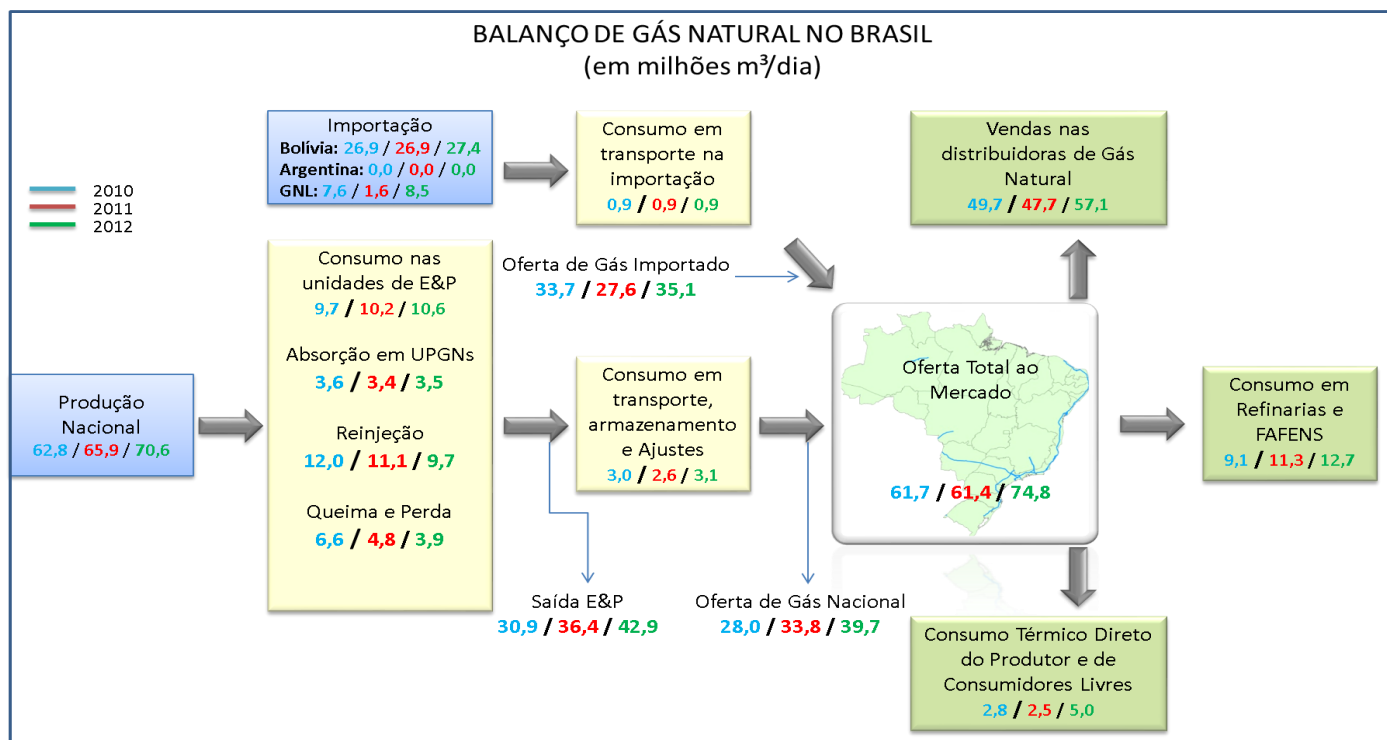 BALANÇO DE GÁS NATURAL NO BRASIL
(em milhões m³/dia)
2010
2011
2012
Importação
Bolívia: 26,9 / 26,9 / 27,4
Argentina: 0,0 / 0,0 / 0,0
GNL: 7,6 / 1,6 / 8,5
Consumo em
transporte na
importação
0,9 / 0,9 / 0,9
Vendas nas
distribuidoras de Gás
Natural
49,7 / 47,7 / 57,1
Oferta de Gás Importado
33,7 / 27,6 / 35,1
Produção
Nacional
62,8 / 65,9 / 70,6
Consumo nas
unidades de E&P
9,7 / 10,2 / 10,6
Absorção em UPGNs
3,6 / 3,4 / 3,5
Reinjeção
12,0 / 11,1 / 9,7
Queima e Perda
6,6 / 4,8 / 3,9
Consumo em
transporte,
armazenamento
e Ajustes
3,0 / 2,6 / 3,1
Oferta Total ao
Mercado
61,7 / 61,4 / 74,8
Consumo em
Refinarias e
FAFENS
9,1 / 11,3 / 12,7
Saída E&P
30,9 / 36,4 / 42,9
Oferta de Gás Nacional
28,0 / 33,8 / 39,7
Consumo Térmico Direto
do Produtor e de
Consumidores Livres
2,8 / 2,5 / 5,0